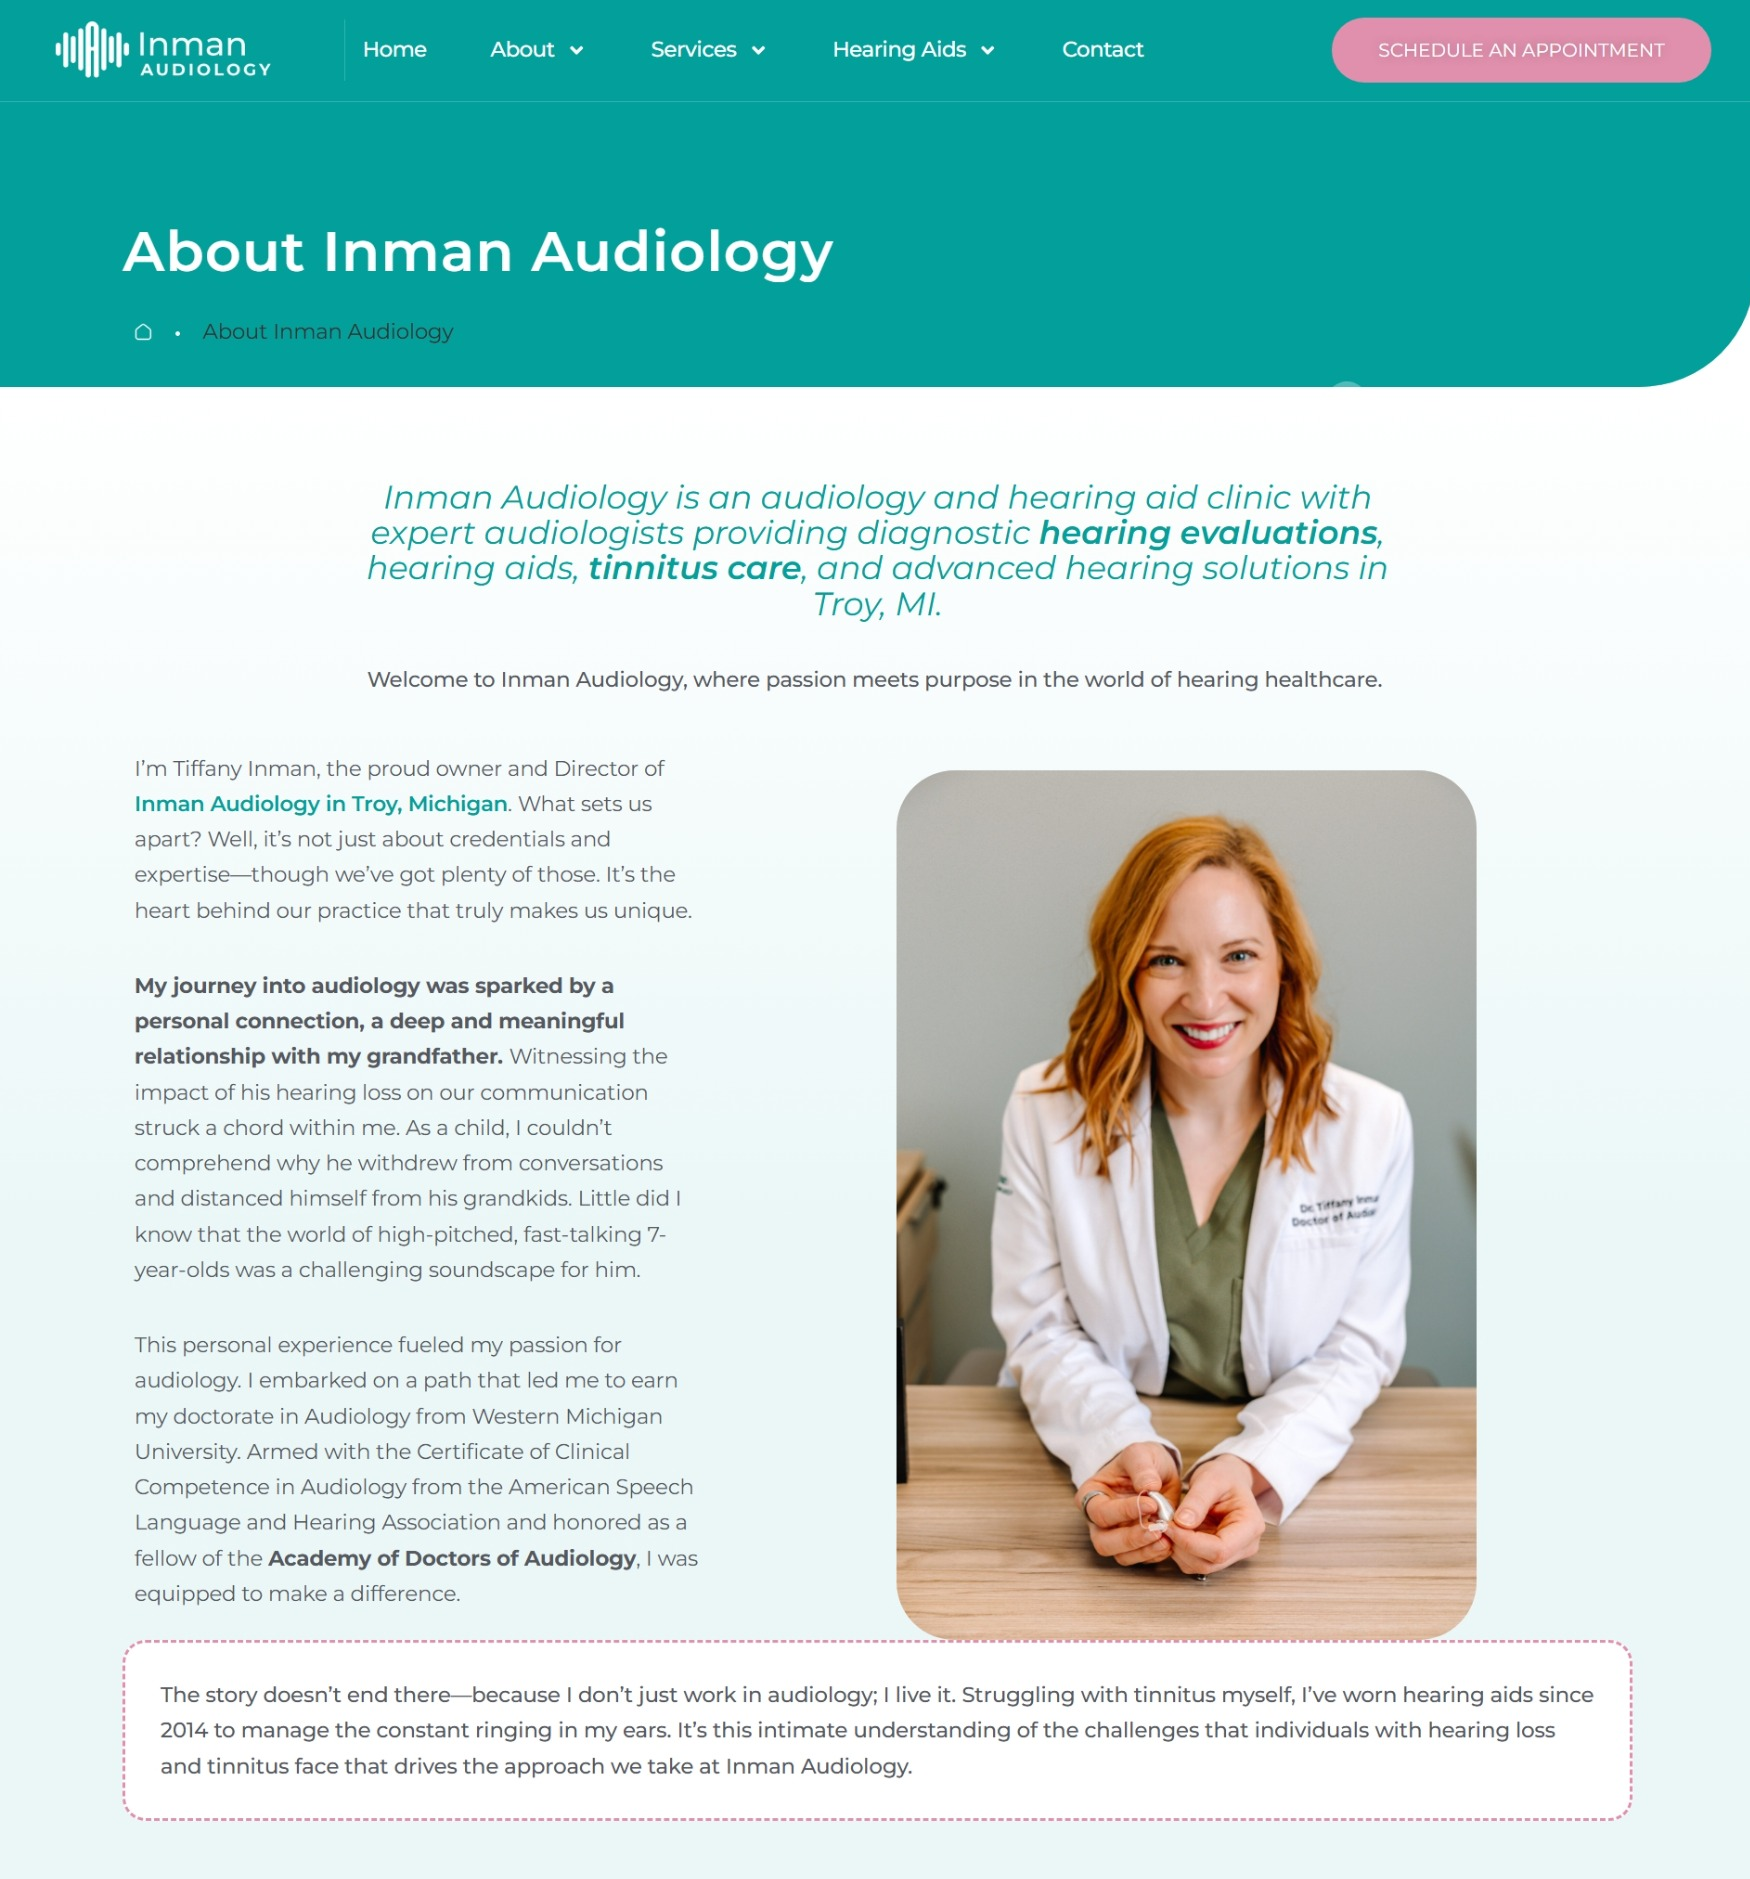 Inman
AUDIOLOGY
Home
About
Services
Hearing Aids
Contact
SCHEDULE AN APPOINTMENT
About Inman Audiology
About Inman Audiology
Inman Audiology is an audiology and hearing aid clinic with
expert audiologists providing diagnostic hearing evaluations,
hearing aids, tinnitus care, and advanced hearing solutions in
Troy, MI.
Welcome to Inman Audiology, where passion meets purpose in the world of hearing healthcare.
I’m Tiffany Inman, the proud owner and Director of
Inman Audiology in Troy, Michigan. What sets us
apart? Well, it’s not just about credentials and
expertise—though we’ve got plenty of those. It’s the
heart behind our practice that truly makes us unique.
My journey into audiology was sparked by a
personal connection, a deep and meaningful
relationship with my grandfather. Witnessing the
impact of his hearing loss on our communication
struck a chord within me. As a child, I couldn’t
comprehend why he withdrew from conversations
and distanced himself from his grandkids. Little did I
know that the world of high-pitched, fast-talking 7-
year-olds was a challenging soundscape for him.
This personal experience fueled my passion for
audiology. I embarked on a path that led me to earn
my doctorate in Audiology from Western Michigan
University. Armed with the Certificate of Clinical
Competence in Audiology from the American Speech
Language and Hearing Association and honored as a
fellow of the Academy of Doctors of Audiology, I was
equipped to make a difference.
Dr. Tiffany
Doctor of
The story doesn’t end there—because I don’t just work in audiology; I live it. Struggling with tinnitus myself, I’ve worn hearing aids since
2014 to manage the constant ringing in my ears. It’s this intimate understanding of the challenges that individuals with hearing loss
and tinnitus face that drives the approach we take at Inman Audiology.